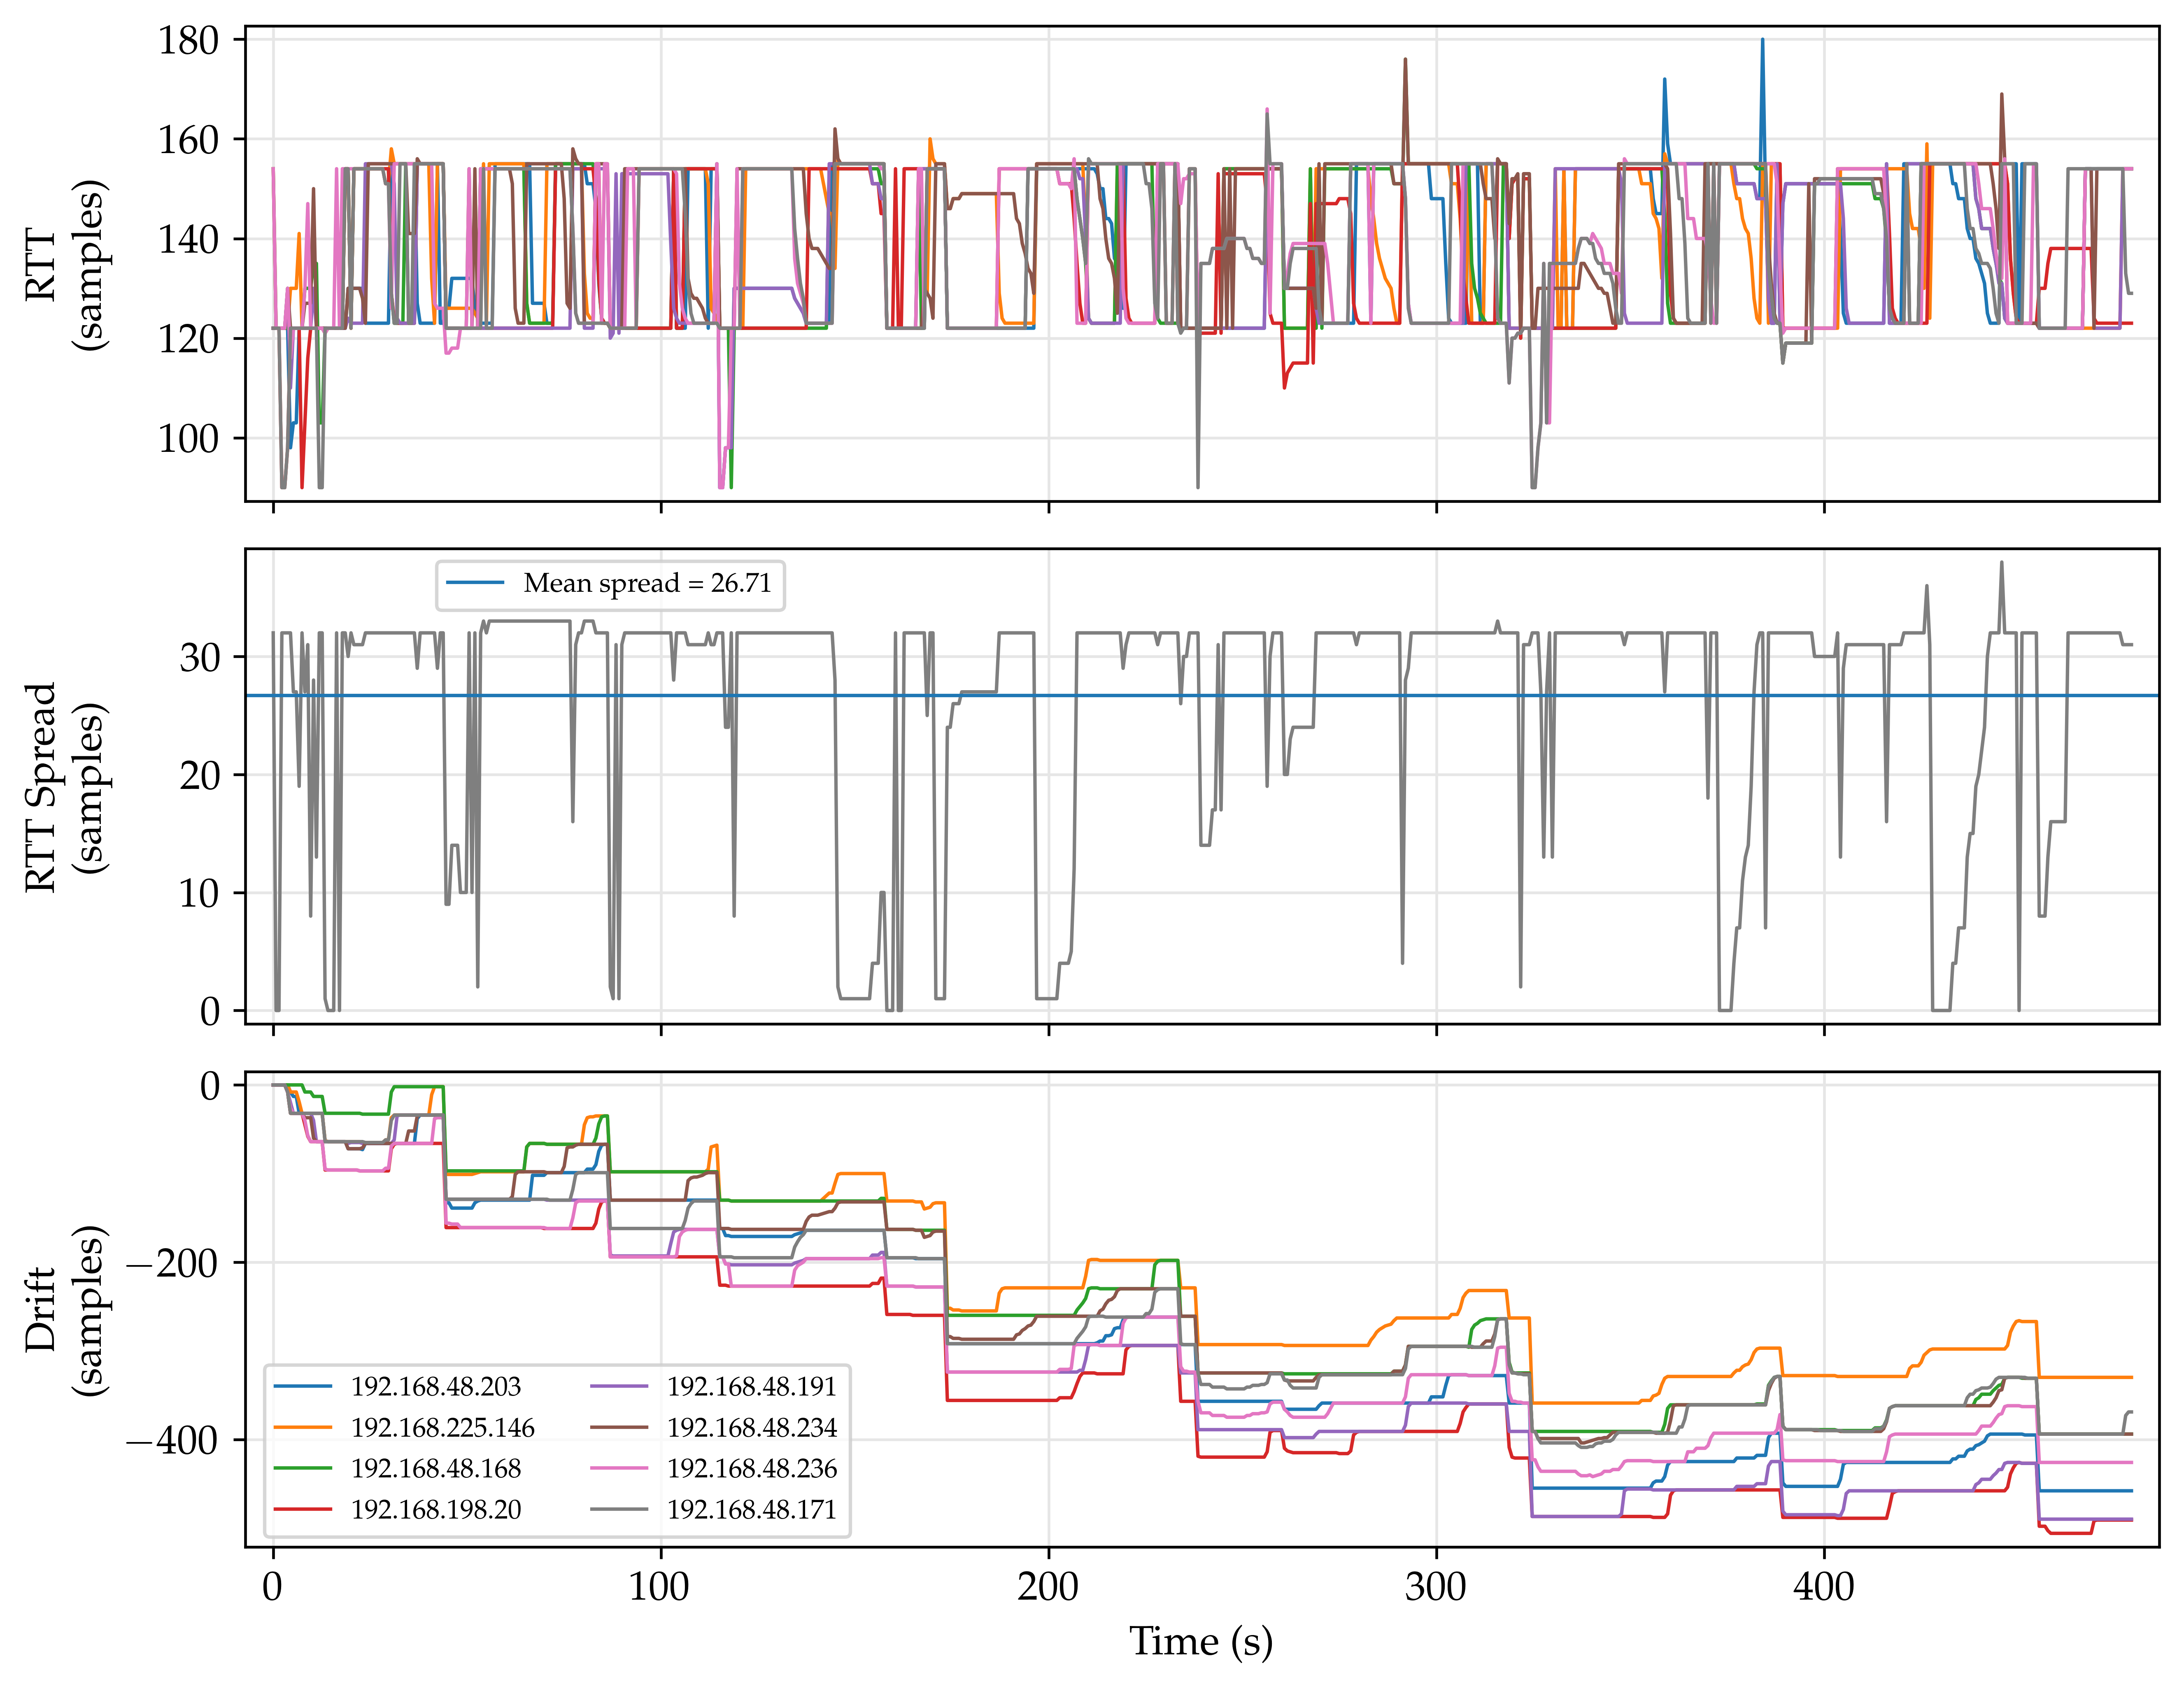 RTT
(samples)
180
160
140
120
100
RTT Spread
(samples)
30
20
10
0
Mean spread = 26.71
Drift
(samples)
0
−200
−400
192.168.48.203
192.168.225.146
192.168.48.168
192.168.198.20
192.168.48.191
192.168.48.234
192.168.48.236
192.168.48.171
0 100 200 300 400
Time (s)